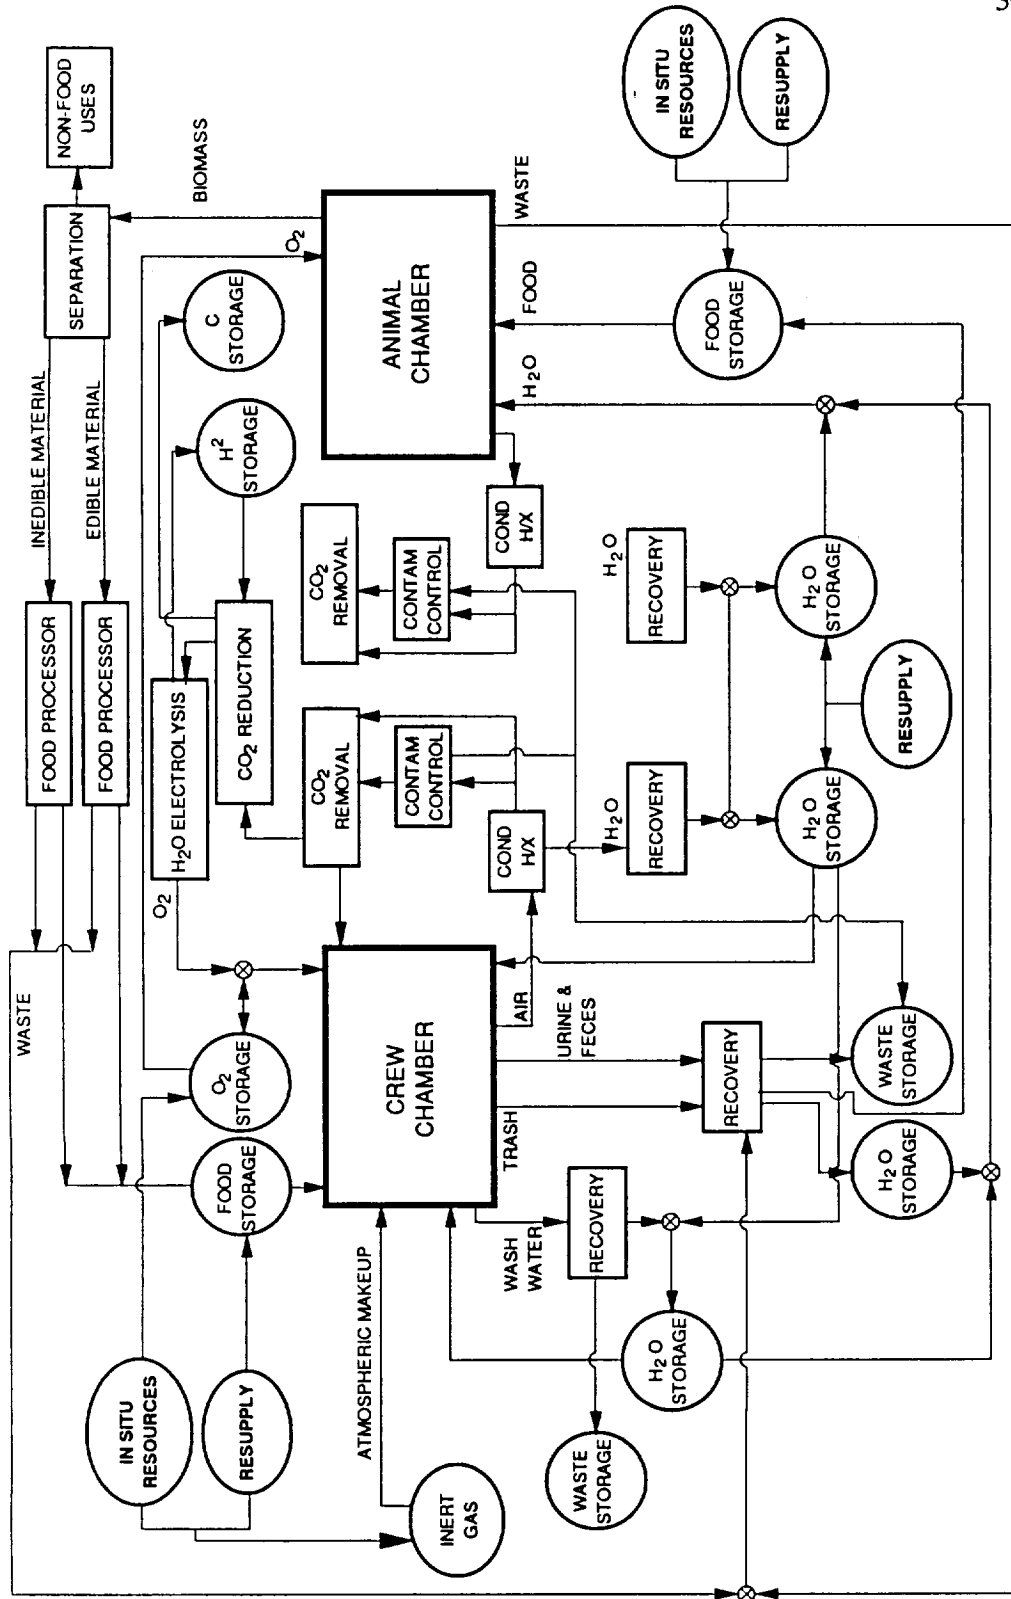 WASTE
FOOD PROCESSOR
INEDIBLE MATERIAL
SEPARATION
NON-FOOD
USES
FOOD PROCESSOR
EDIBLE MATERIAL
BIOMASS
IN SITU
RESOURCES
RESUPPLY
INERT
GAS
ATMOSPHERIC MAKEUP
FOOD
STORAGE
O2
STORAGE
O2
H2O ELECTROLYSIS
CO2 REDUCTION
H2
STORAGE
C
STORAGE
O2
CREW
CHAMBER
CO2
REMOVAL
CONTAM
CONTROL
CO2
REMOVAL
CONTAM
CONTROL
ANIMAL
CHAMBER
WASH
WATER
TRASH
AIR
URINE &
FECES
COND
H/X
COND
H/X
H2O
FOOD
WASTE
WASTE
STORAGE
RECOVERY
H2O
STORAGE
H2O
RECOVERY
H2O
RECOVERY
RECOVERY
FOOD
STORAGE
IN SITU
RESOURCES
RESUPPLY
H2O
STORAGE
H2O
STORAGE
RESUPPLY
H2O
STORAGE
WASTE
STORAGE